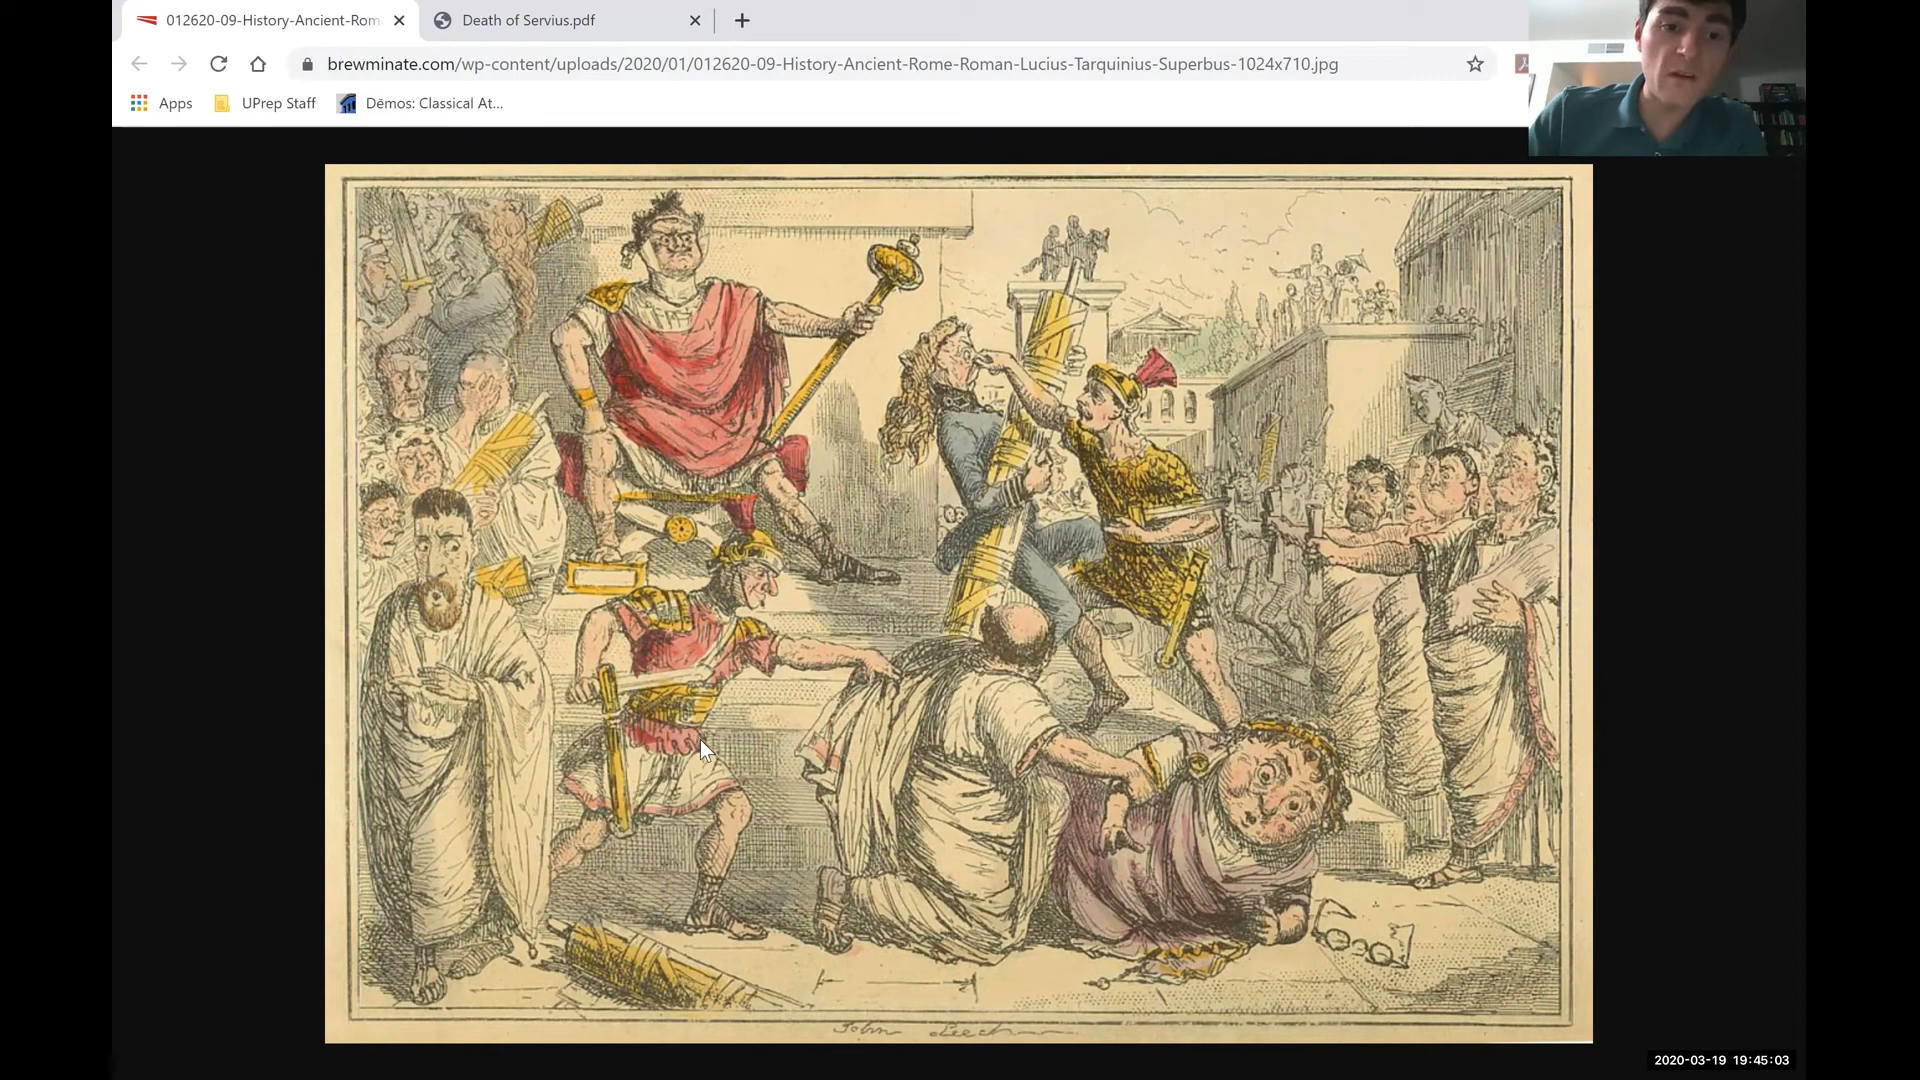 012620-09-History-Ancient-Rom
Death of Servius.pdf
brewminate.com/wp-content/uploads/2020/01/012620-09-History-Ancient-Rome-Roman-Lucius-Tarquinius-Superbus-1024x710.jpg
Apps
UPrep Staff
Dēmos: Classical At...
John Leech
2020-03-19 19:45:03